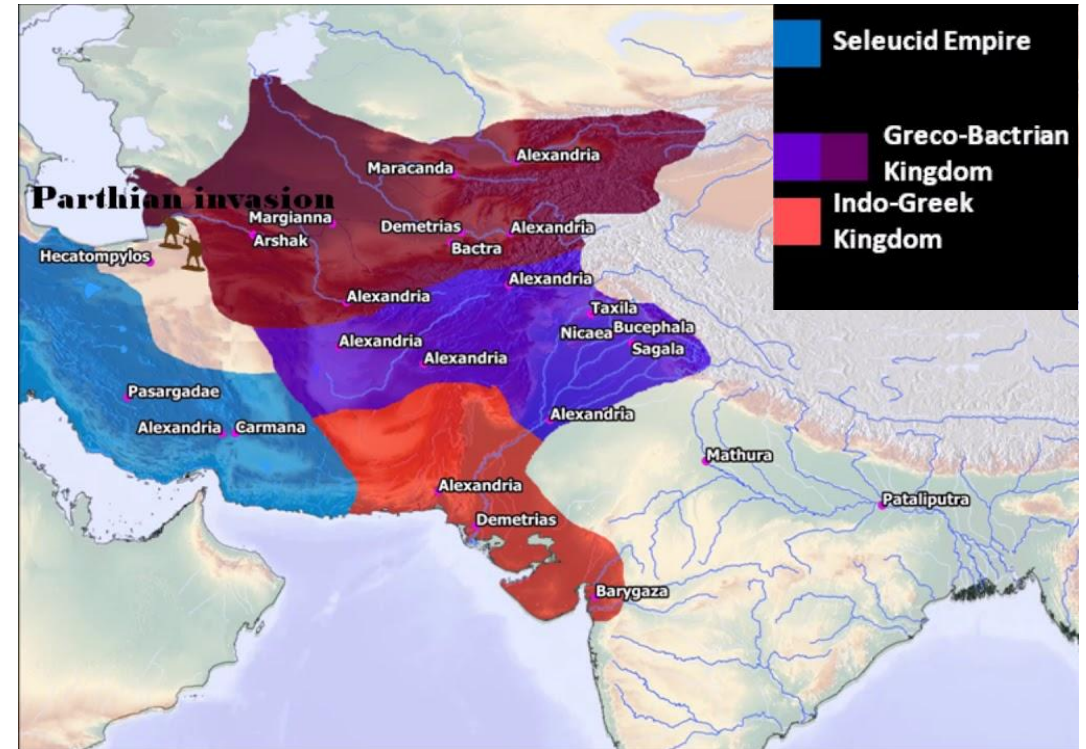 Seleucid Empire
Greco-Bactrian
Kingdom
Indo-Greek
Kingdom
Alexandria
Maracanda
Parthian invasion
Margianna
Demetrias
Alexandria
Arshak
Bactra
Hecatompylos
Alexandria
Alexandria
Taxila
Nicaea
Bucephala
Alexandria
Sagala
Alexandria
Pasargadae
Alexandria
Alexandria
Carmana
Mathura
Alexandria
Pataliputra
Demetrias
Barygaza